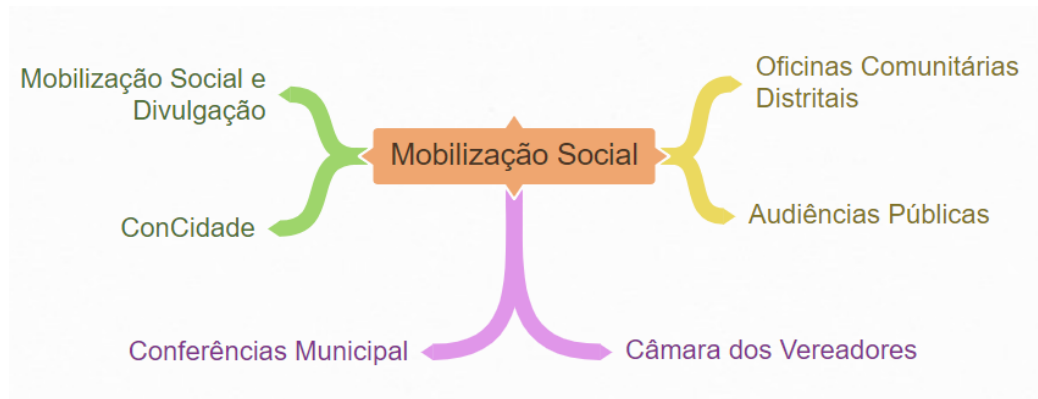 Mobilização Social e
Divulgação
ConCidade
Mobilização Social
Oficinas Comunitárias
Distritais
Audiências Públicas
Conferências Municipal
Câmara dos Vereadores